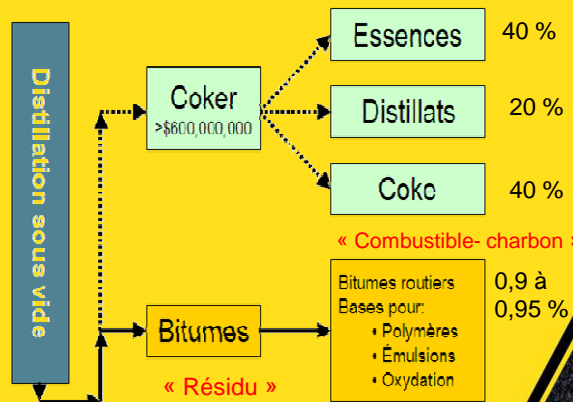 Distillation sous vide
Coker
>$600,000,000
Essences
40 %
Distillats
20 %
Coke
40 %
« Combustible- charbon »
Bitumes
« Résidu »
Bitumes routiers
Bases pour:
• Polymères
• Émulsions
• Oxydation
0,9 à
0,95 %